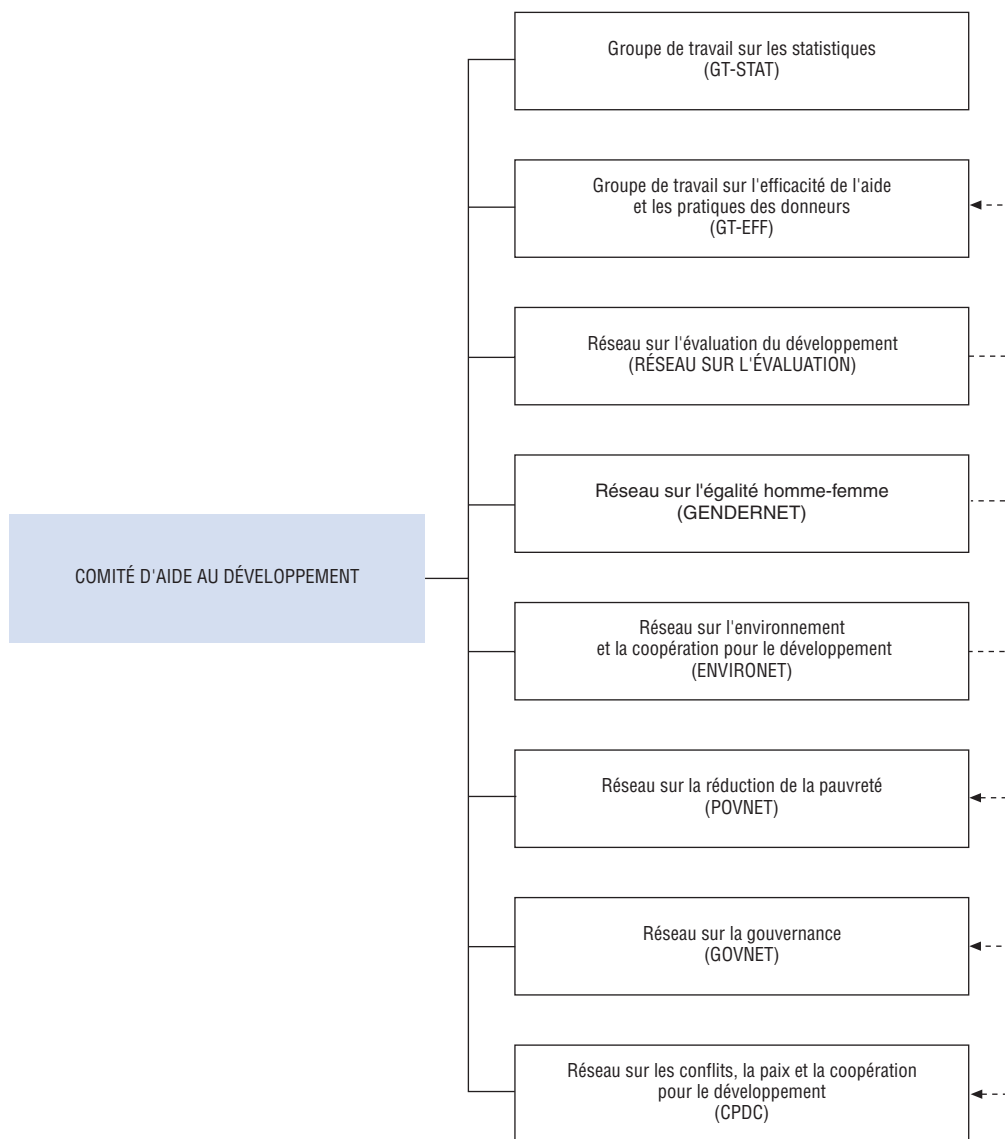 Groupe de travail sur les statistiques
(GT-STAT)
Groupe de travail sur l'efficacité de l'aide
et les pratiques des donneurs
(GT-EFF)
Réseau sur l'évaluation du développement
(RÉSEAU SUR L'ÉVALUATION)
Réseau sur l'égalité homme-femme
(GENDERNET)
COMITÉ D'AIDE AU DÉVELOPPEMENT
Réseau sur l'environnement
et la coopération pour le développement
(ENVIRONET)
Réseau sur la réduction de la pauvreté
(POVNET)
Réseau sur la gouvernance
(GOVNET)
Réseau sur les conflits, la paix et la coopération
pour le développement
(CPDC)